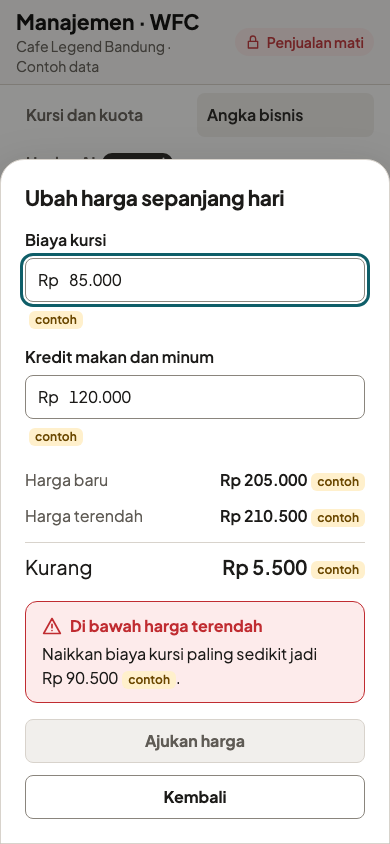 Manajemen · WFC
Cafe Legend Bandung ·
Contoh data
Penjualan mati
Kursi dan kuota
Angka bisnis
Ubah harga sepanjang hari
Biaya kursi
Rp 85.000
contoh
Kredit makan dan minum
Rp 120.000
contoh
Harga baru Rp 205.000 contoh
Harga terendah Rp 210.500 contoh
Kurang Rp 5.500 contoh
Di bawah harga terendah
Naikkan biaya kursi paling sedikit jadi
Rp 90.500 contoh .
Ajukan harga
Kembali